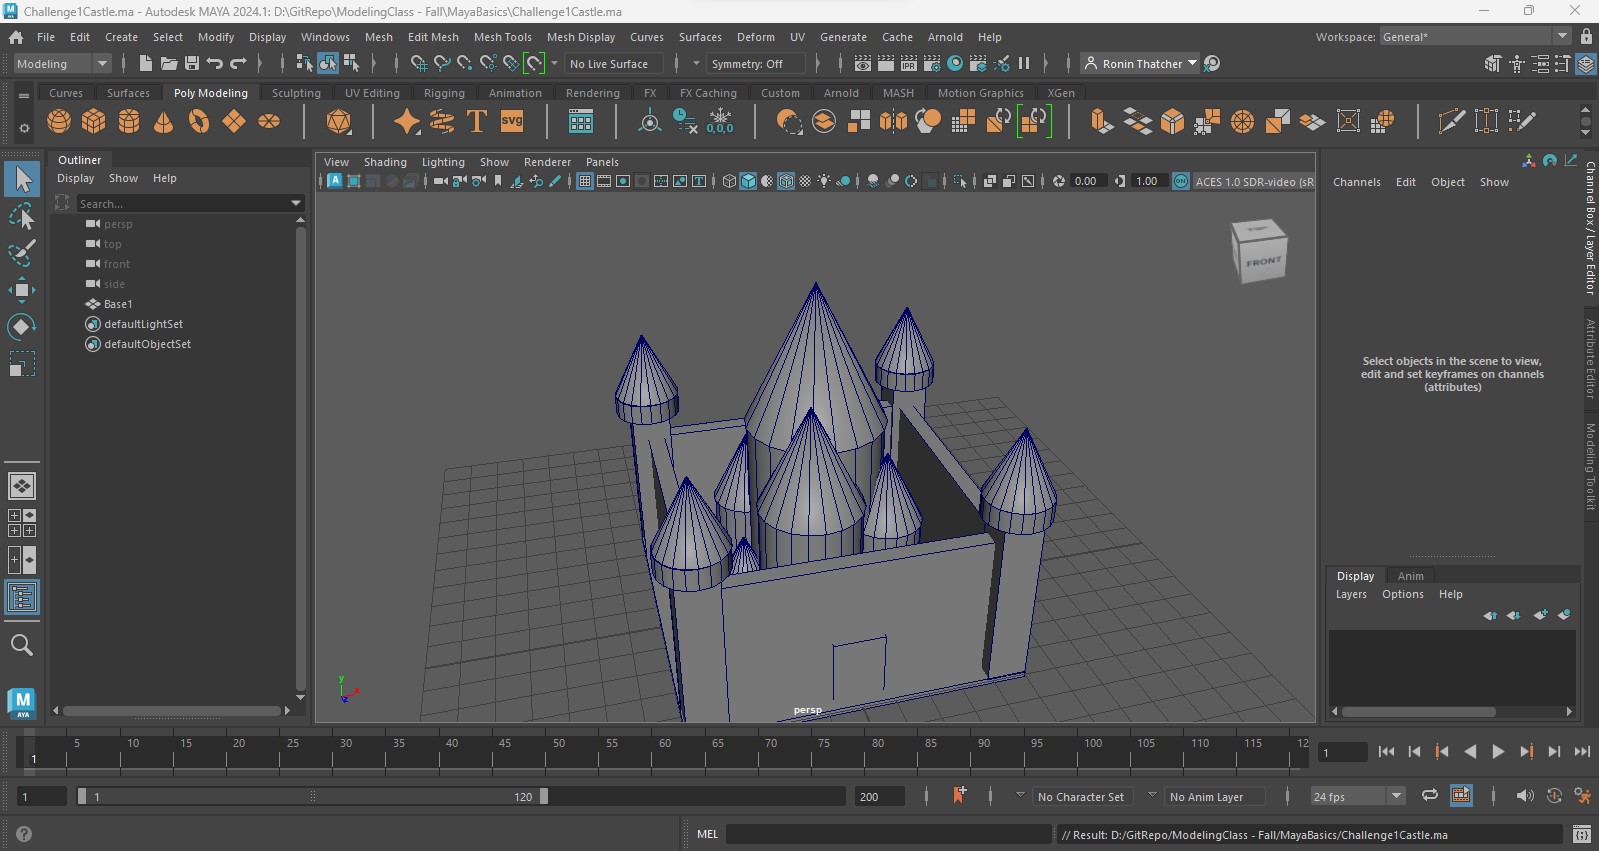 Challenge1Castle.ma - Autodesk MAYA 2024.1: D:\GitRepo\ModelingClass - Fall\MayaBasics\Challenge1Castle.ma
File Edit Create Select Modify Display Windows Mesh Edit Mesh Mesh Tools Mesh Display Curves Surfaces Deform UV Generate Cache Arnold Help Workspace: General*
Modeling No Live Surface Symmetry: Off IPR Ronin Thatcher
Curves Surfaces Poly Modeling Sculpting UV Editing Rigging Animation Rendering FX FX Caching Custom Arnold MASH Motion Graphics XGen
T SVG 0,0,0
Outliner
Display Show Help
Search...
persp
top
front
side
Base1
defaultLightSet
defaultObjectSet
View Shading Lighting Show Renderer Panels
0.00 1.00 ON ACES 1.0 SDR-video (sR
FRONT
y
x
z
persp
Channels Edit Object Show
Select objects in the scene to view,
edit and set keyframes on channels
(attributes)
Channel Box / Layer Editor
Attribute Editor
Modeling Toolkit
Display Anim
Layers Options Help
M
AYA
5 10 15 20 25 30 35 40 45 50 55 60 65 70 75 80 85 90 95 100 105 110 115 12
1 1
1 1 120 200 No Character Set No Anim Layer 24 fps
MEL // Result: D:/GitRepo/ModelingClass - Fall/MayaBasics/Challenge1Castle.ma